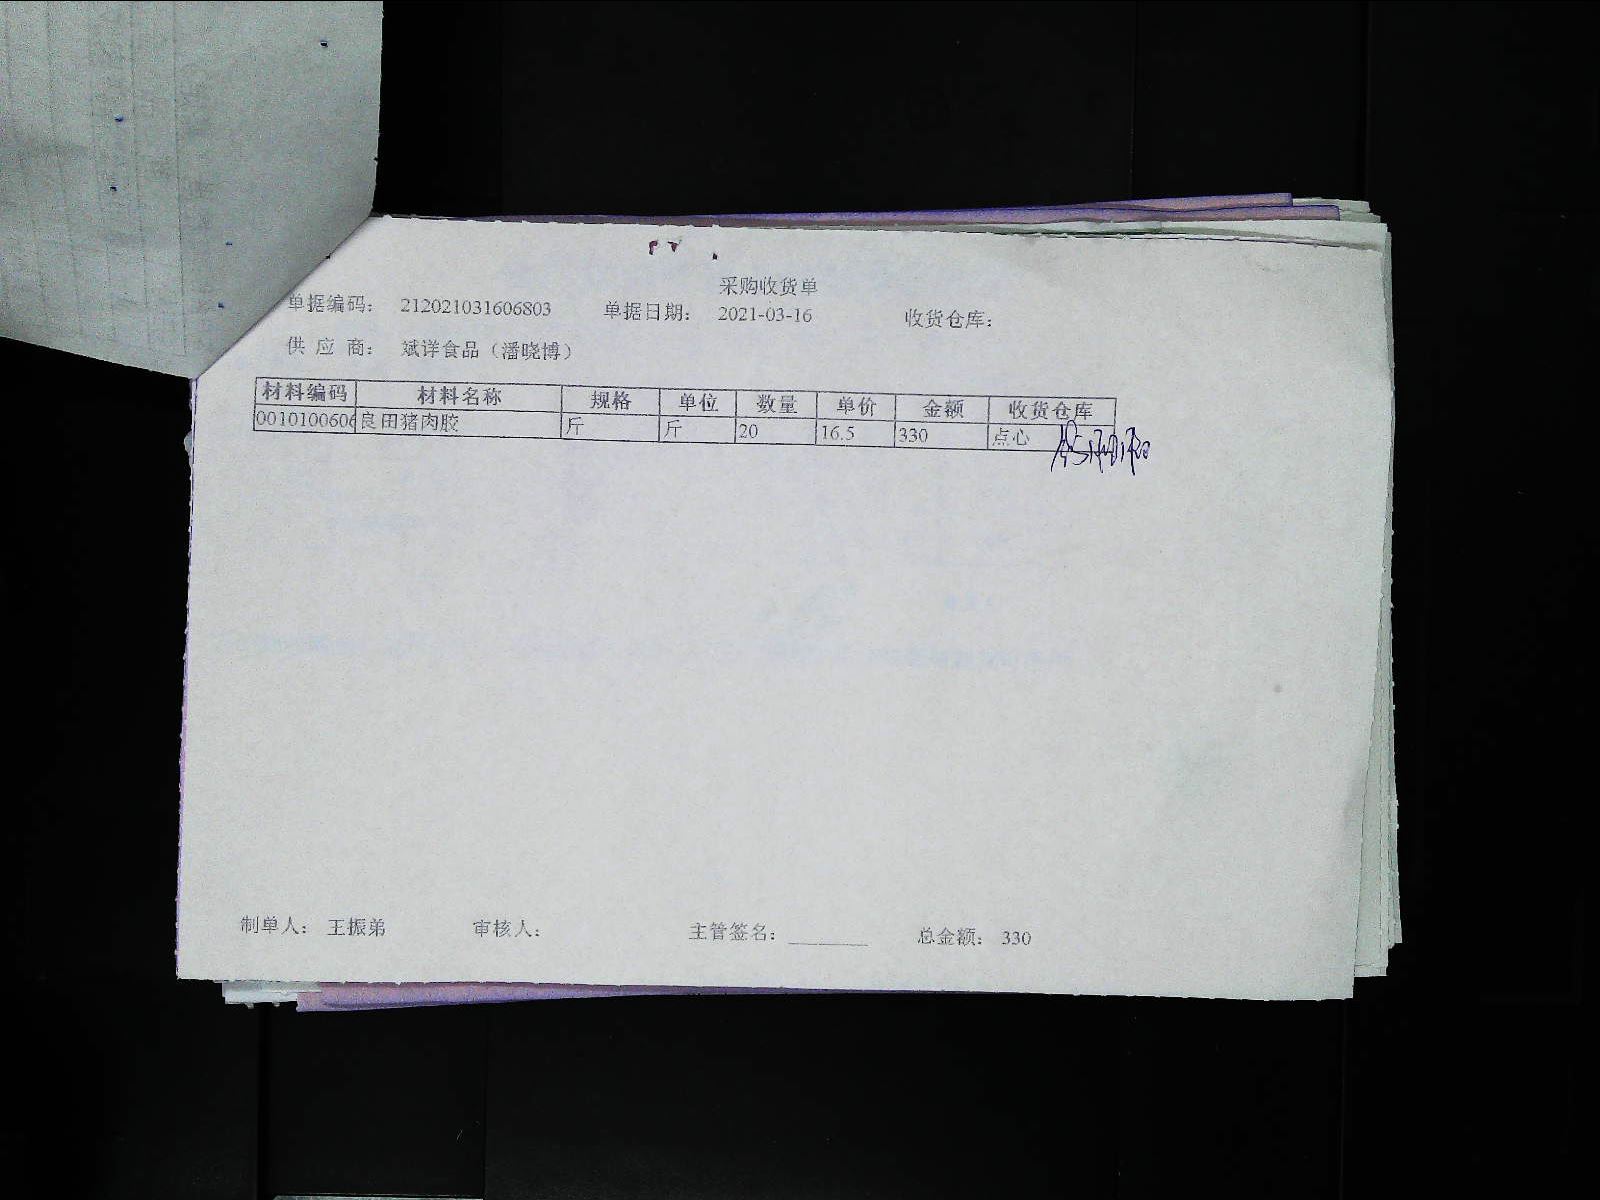 采购收货单
单据编码： 212021031606803 单据日期： 2021-03-16 收货仓库：
供 应 商： 斌详食品（潘晓博）
材料编码 材料名称 规格 单位 数量 单价 金额 收货仓库
0010100606 良田猪肉胶 斤 斤 20 16.5 330 点心
制单人： 王振弟 审核人： 主管签名：________ 总金额： 330